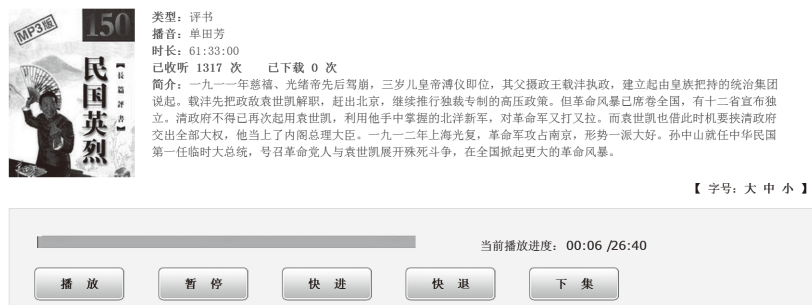 MP3版
150
民国英烈
【長篇評書】
类型：评书
播音：单田芳
时长：61:33:00
已收听 1317 次 已下载 0 次
简介：一九一一年慈禧、光绪帝先后驾崩，三岁儿皇帝溥仪即位，其父摄政王载沣执政，建立起由皇族把持的统治集团
说起。载沣先把政敌袁世凯解职，赶出北京，继续推行独裁专制的高压政策。但革命风暴已席卷全国，有十二省宣布独
立。清政府不得已再次起用袁世凯，利用他手中掌握的北洋新军，对革命军又打又拉。而袁世凯也借此时机要挟清政府
交出全部大权，他当上了内阁总理大臣。一九一二年上海光复，革命军攻占南京，形势一派大好。孙中山就任中华民国
第一任临时大总统，号召革命党人与袁世凯展开殊死斗争，在全国掀起更大的革命风暴。
【 字号：大 中 小 】
当前播放进度：00:06 /26:40
播 放
暂 停
快 进
快 退
下 集